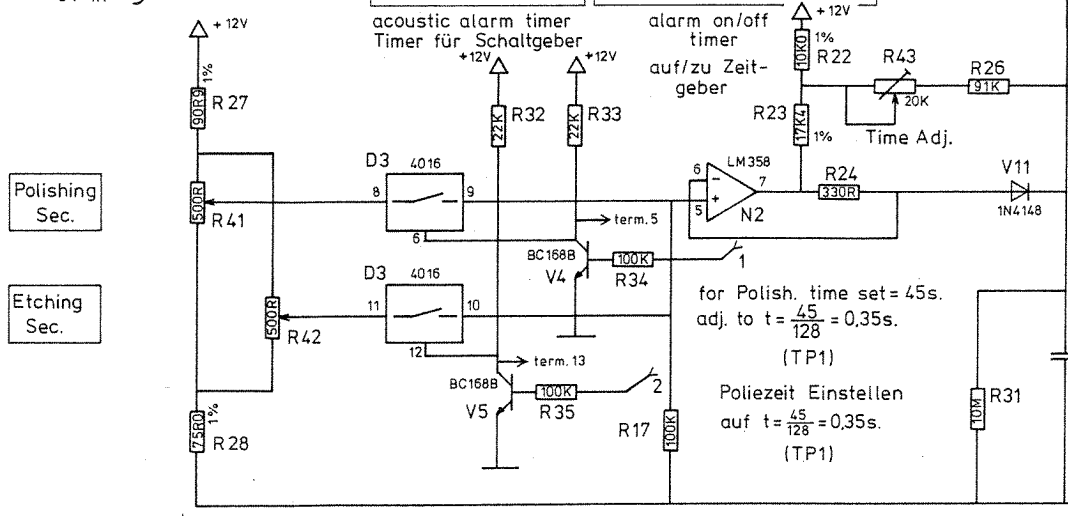 +12V
acoustic alarm timer
Timer für Schaltgeber
alarm on/off
timer
auf/zu Zeit-
geber
+12V
+12V
+12V
1%
10K0
R22
R43
20K
R26
91K
Time Adj.
R23
17K4
1%
1%
90R9
R27
22K
R32
22K
R33
D3
4016
8
9
6
Polishing
Sec.
500R
R41
LM358
6
-
5
+
7
N2
R24
330R
V11
1N4148
term.5
BC168B
V4
100K
R34
1
D3
4016
11
10
12
Etching
Sec.
500R
R42
for Polish. time set = 45s.
adj. to t = 45/128 = 0,35s.
(TP1)
term.13
BC168B
V5
100K
R35
2
Poliezeit Einstellen
auf t = 45/128 = 0,35s.
(TP1)
R17
100K
10M
R31
1%
75R0
R28